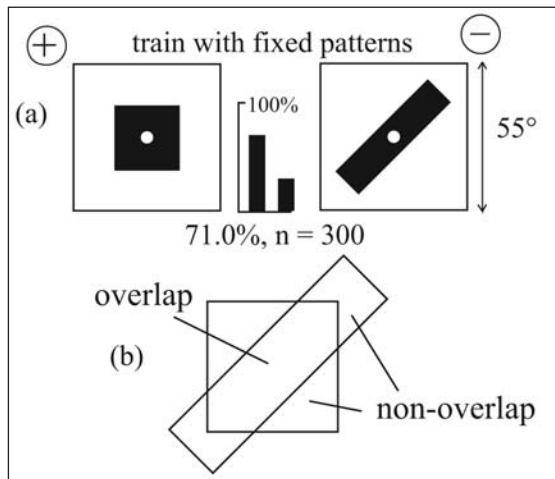 + train with fixed patterns −
(a)
100%
55°
71.0%, n = 300
overlap
(b)
non-overlap